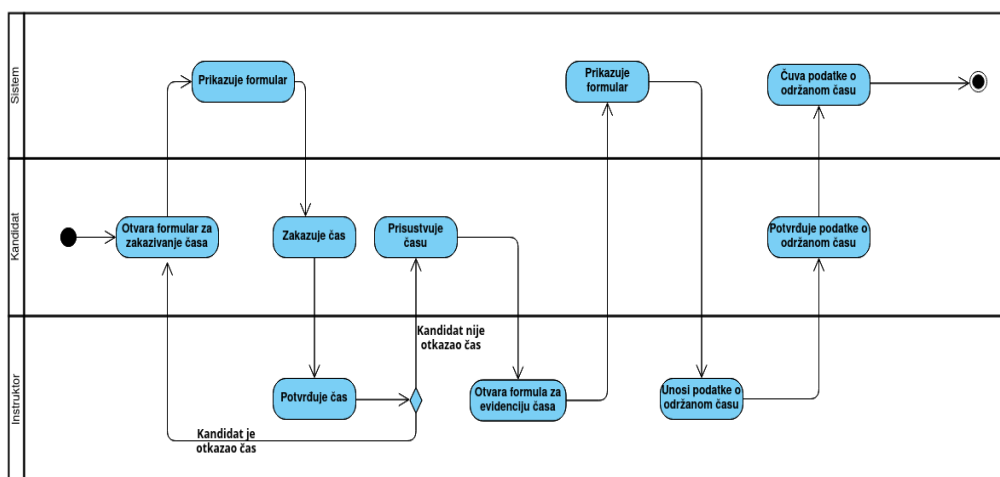 Sistem
Prikazuje formular
Prikazuje
formular
Čuva podatke o
održanom času
Kandidat
Otvara formular za
zakazivanje časa
Zakazuje čas
Prisustvuje
času
Potvrđuje podatke o
održanom času
Instruktor
Kandidat nije
otkazao čas
Potvrđuje čas
Otvara formula za
evidenciju časa
Unosi podatke o
održanom času
Kandidat je
otkazao čas